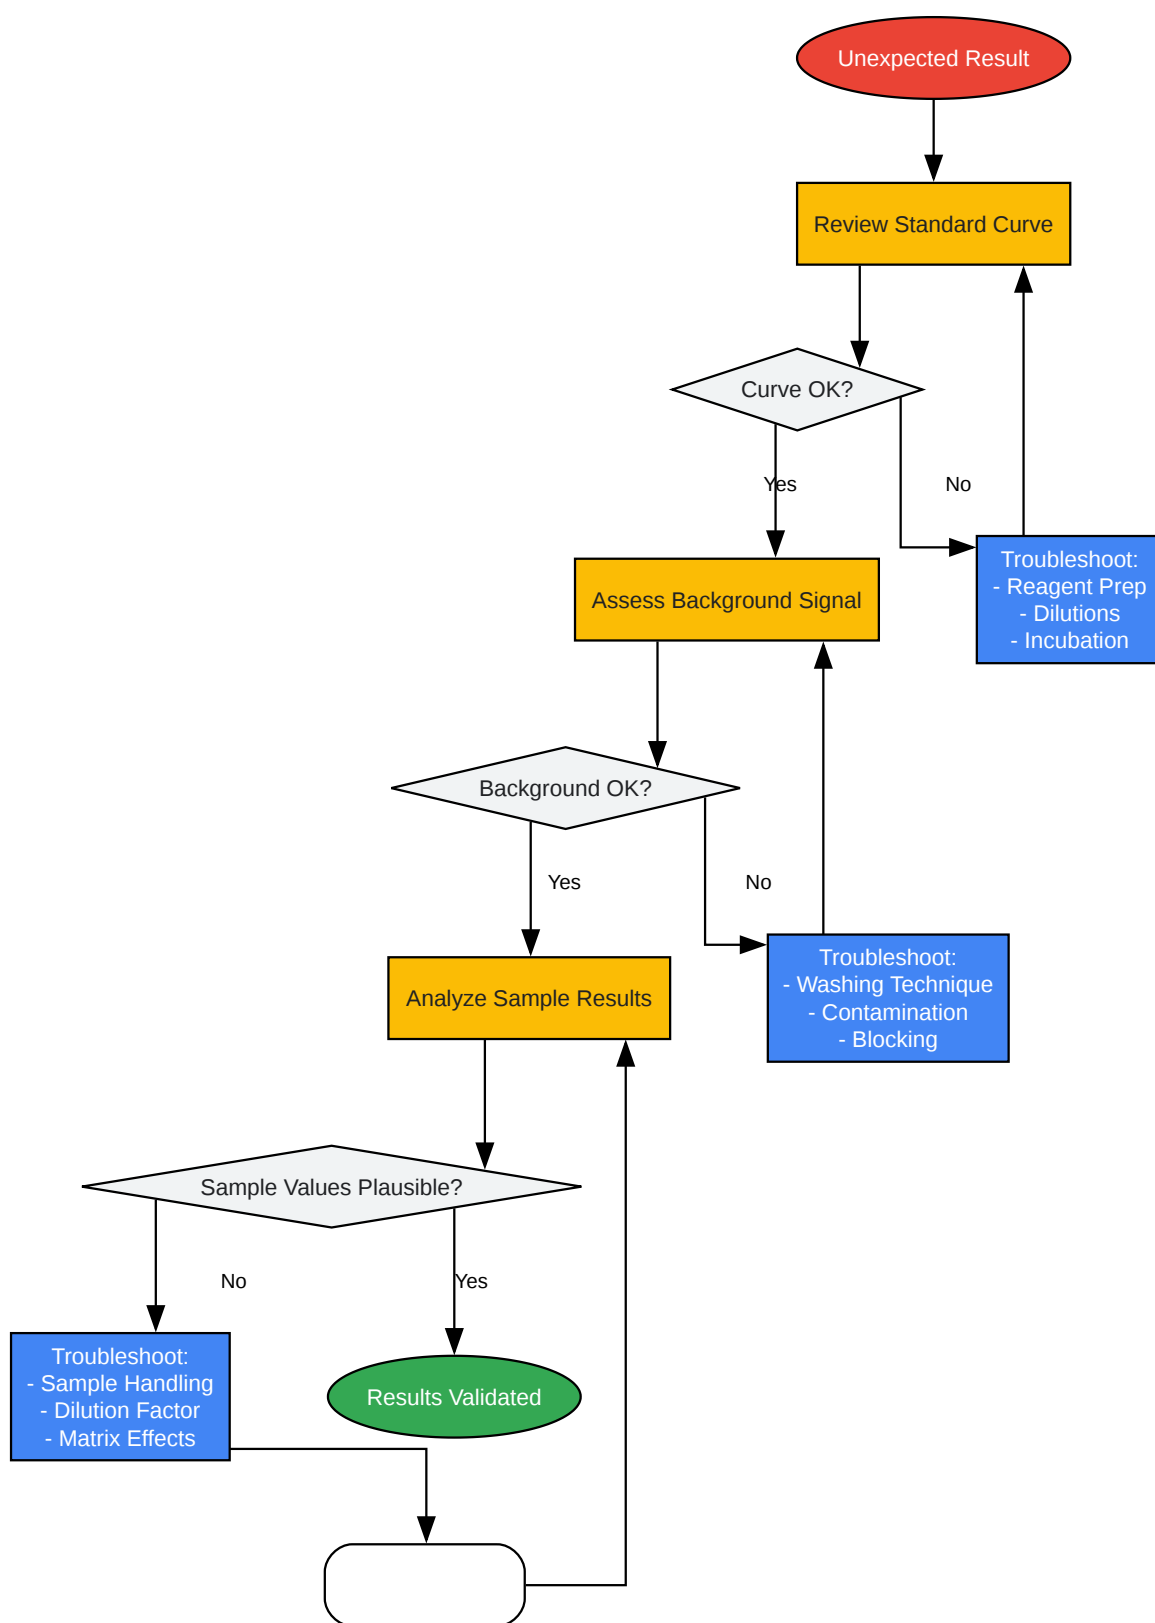 Unexpected Result
Review Standard Curve
Curve OK?
Yes
No
Troubleshoot:
- Reagent Prep
- Dilutions
- Incubation
Assess Background Signal
Background OK?
Yes
No
Troubleshoot:
- Washing Technique
- Contamination
- Blocking
Analyze Sample Results
Sample Values Plausible?
No
Yes
Troubleshoot:
- Sample Handling
- Dilution Factor
- Matrix Effects
Results Validated